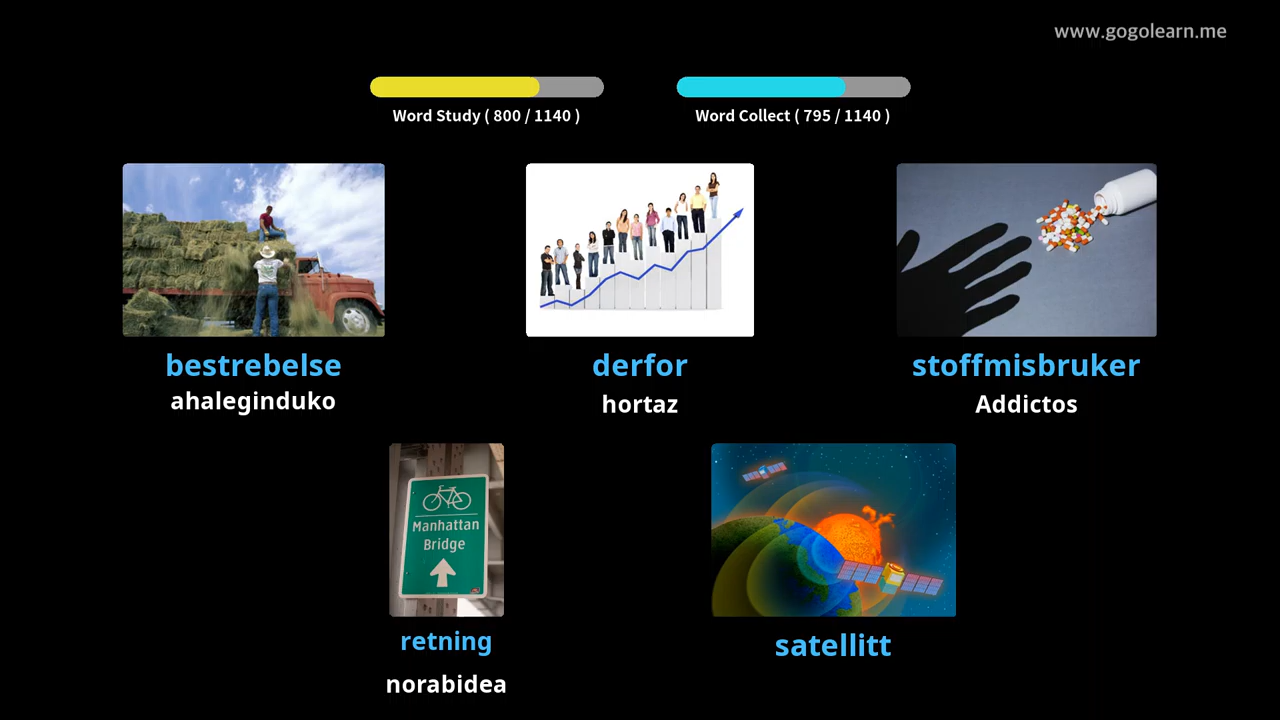 www.gogolearn.me
Word Study ( 800 / 1140 )
Word Collect ( 795 / 1140 )
bestrebelse
ahaleginduko
derfor
hortaz
stoffmisbruker
Addictos
Manhattan
Bridge
retning
norabidea
satellitt